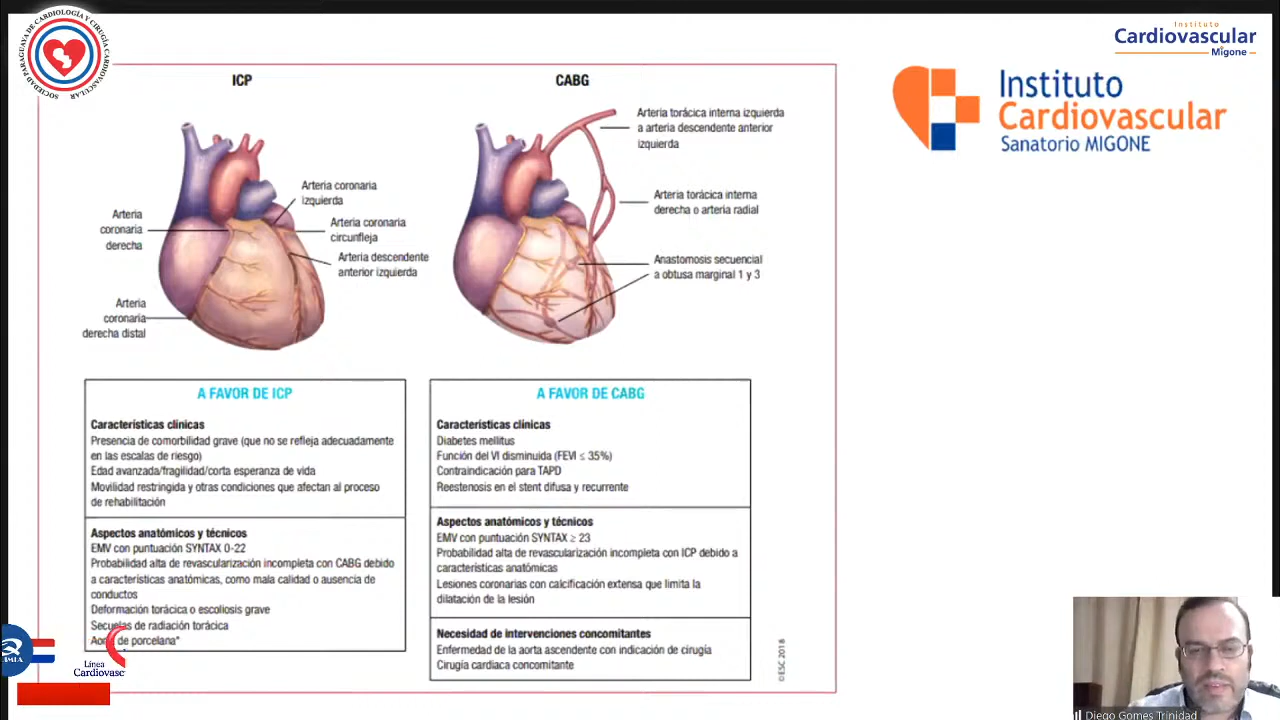 SOCIEDAD PARAGUAYA DE CARDIOLOGÍA Y CIRUGÍA CARDIOVASCULAR
Instituto
Cardiovascular
Migone
Instituto
Cardiovascular
Sanatorio MIGONE
ICP
CABG
Arteria coronaria
izquierda
Arteria coronaria
circunfleja
Arteria descendente
anterior izquierda
Arteria
coronaria
derecha
Arteria
coronaria
derecha distal
Arteria torácica interna izquierda
a arteria descendente anterior
izquierda
Arteria torácica interna
derecha o arteria radial
Anastomosis secuencial
a obtusa marginal 1 y 3
A FAVOR DE ICP
Características clínicas
Presencia de comorbilidad grave (que no se refleja adecuadamente
en las escalas de riesgo)
Edad avanzada/fragilidad/corta esperanza de vida
Movilidad restringida y otras condiciones que afectan al proceso
de rehabilitación
Aspectos anatómicos y técnicos
EMV con puntuación SYNTAX 0-22
Probabilidad alta de revascularización incompleta con CABG debido
a características anatómicas, como mala calidad o ausencia de
conductos
Deformación torácica o escoliosis grave
Secuelas de radiación torácica
Aorta de porcelana*
A FAVOR DE CABG
Características clínicas
Diabetes mellitus
Función del VI disminuida (FEVI ≤ 35%)
Contraindicación para TAPD
Reestenosis en el stent difusa y recurrente
Aspectos anatómicos y técnicos
EMV con puntuación SYNTAX ≥ 23
Probabilidad alta de revascularización incompleta con ICP debido a
características anatómicas
Lesiones coronarias con calcificación extensa que limita la
dilatación de la lesión
Necesidad de intervenciones concomitantes
Enfermedad de la aorta ascendente con indicación de cirugía
Cirugía cardiaca concomitante
©ESC 2018
Línea
Cardiovasc
Diego Gomes Trinidad